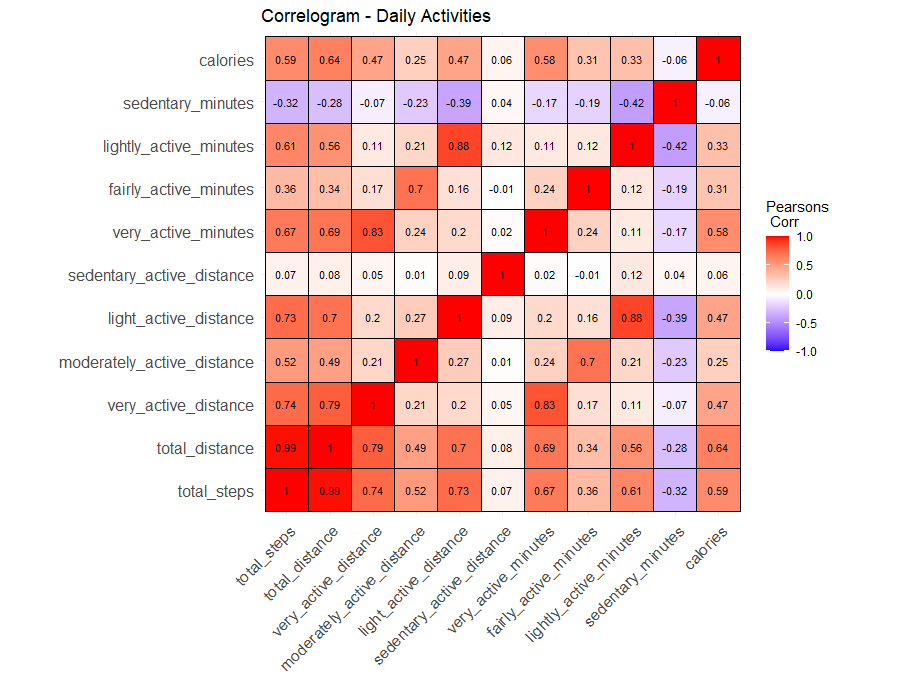 Correlogram - Daily Activities
calories 0.59 0.64 0.47 0.25 0.47 0.06 0.58 0.31 0.33 -0.06 1
sedentary_minutes -0.32 -0.28 -0.07 -0.23 -0.39 0.04 -0.17 -0.19 -0.42 1 -0.06
lightly_active_minutes 0.61 0.56 0.11 0.21 0.88 0.12 0.11 0.12 1 -0.42 0.33
fairly_active_minutes 0.36 0.34 0.17 0.7 0.16 -0.01 0.24 1 0.12 -0.19 0.31
very_active_minutes 0.67 0.69 0.83 0.24 0.2 0.02 1 0.24 0.11 -0.17 0.58
sedentary_active_distance 0.07 0.08 0.05 0.01 0.09 1 0.02 -0.01 0.12 0.04 0.06
light_active_distance 0.73 0.7 0.2 0.27 1 0.09 0.2 0.16 0.88 -0.39 0.47
moderately_active_distance 0.52 0.49 0.21 1 0.27 0.01 0.24 0.7 0.21 -0.23 0.25
very_active_distance 0.74 0.79 1 0.21 0.2 0.05 0.83 0.17 0.11 -0.07 0.47
total_distance 0.99 1 0.79 0.49 0.7 0.08 0.69 0.34 0.56 -0.28 0.64
total_steps 1 0.99 0.74 0.52 0.73 0.07 0.67 0.36 0.61 -0.32 0.59
total_steps
total_distance
very_active_distance
moderately_active_distance
light_active_distance
sedentary_active_distance
very_active_minutes
fairly_active_minutes
lightly_active_minutes
sedentary_minutes
calories
Pearsons
Corr
1.0
0.5
0.0
-0.5
-1.0